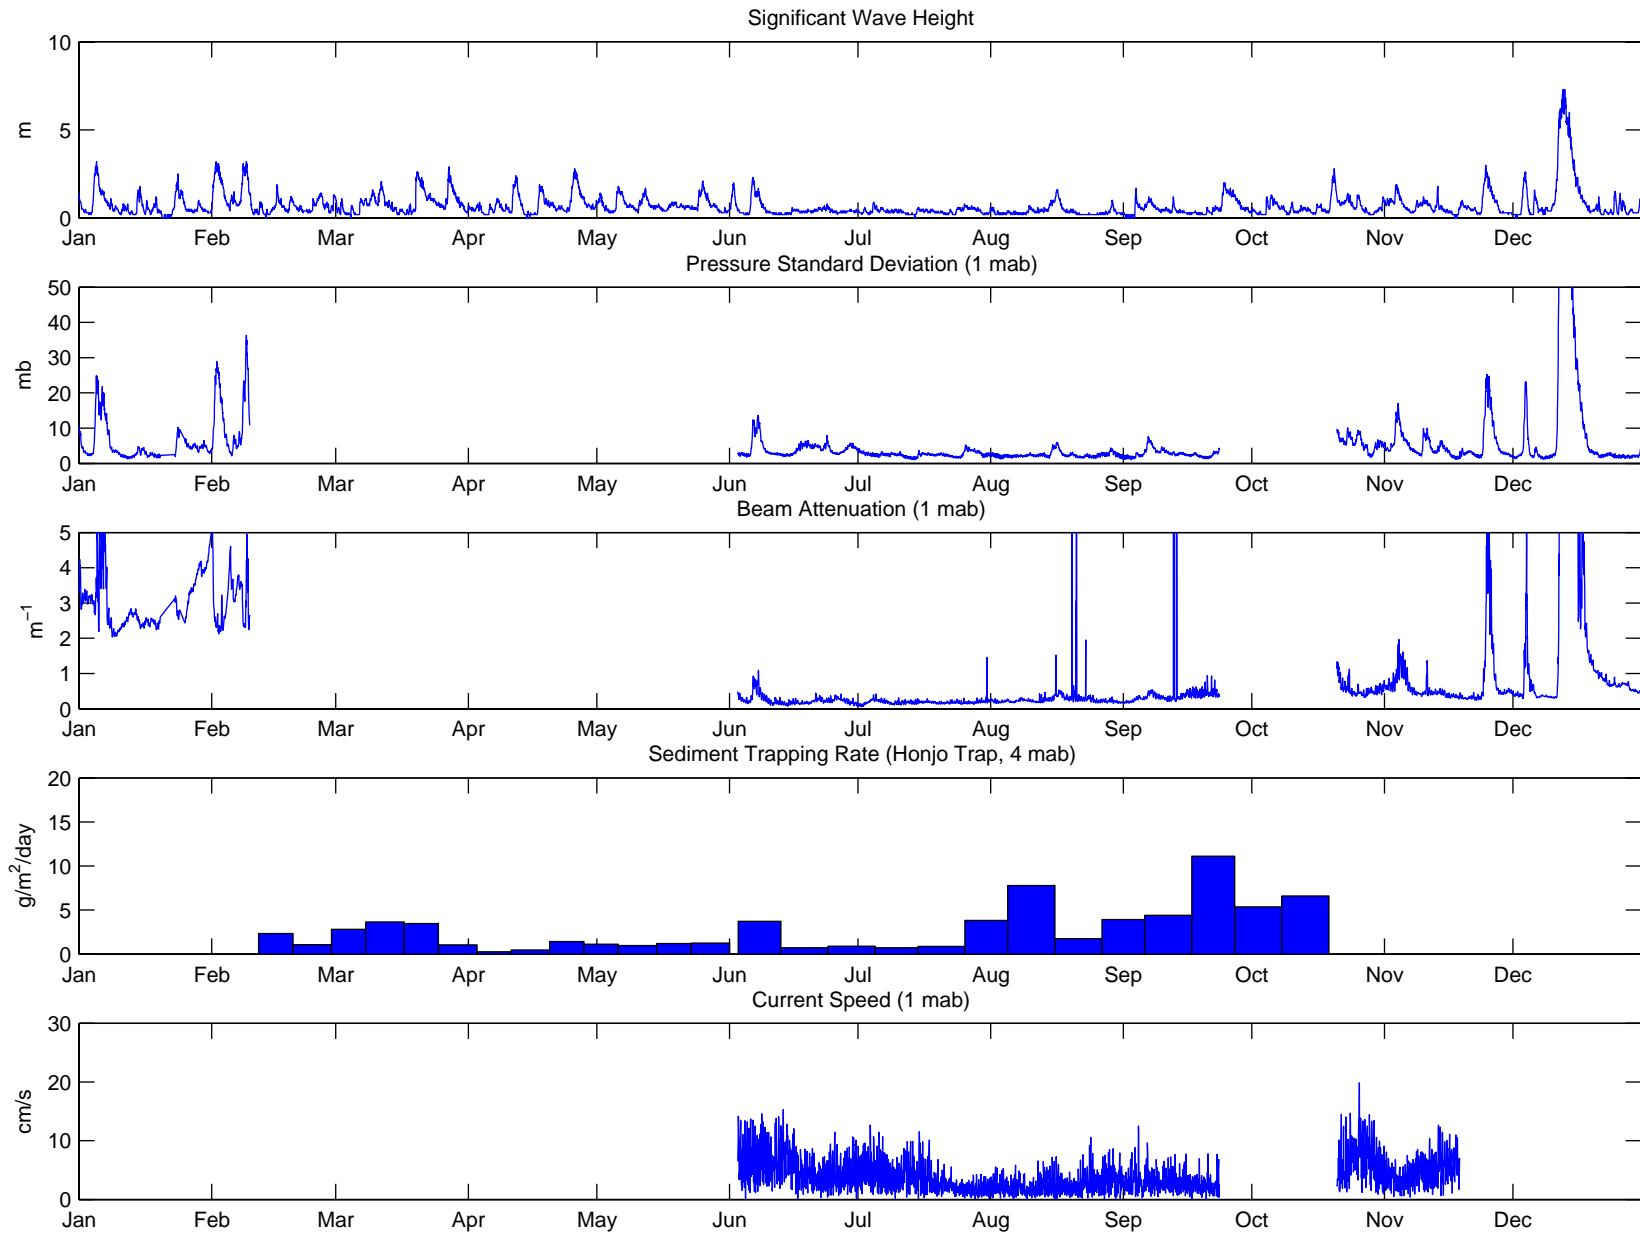 Significant Wave Height
10
5
0
m
Jan Feb Mar Apr May Jun Jul Aug Sep Oct Nov Dec
Pressure Standard Deviation (1 mab)
50
40
30
20
10
0
mb
Jan Feb Mar Apr May Jun Jul Aug Sep Oct Nov Dec
Beam Attenuation (1 mab)
5
4
3
2
1
0
m⁻¹
Jan Feb Mar Apr May Jun Jul Aug Sep Oct Nov Dec
Sediment Trapping Rate (Honjo Trap, 4 mab)
20
15
10
5
0
g/m²/day
Jan Feb Mar Apr May Jun Jul Aug Sep Oct Nov Dec
Current Speed (1 mab)
30
20
10
0
cm/s
Jan Feb Mar Apr May Jun Jul Aug Sep Oct Nov Dec